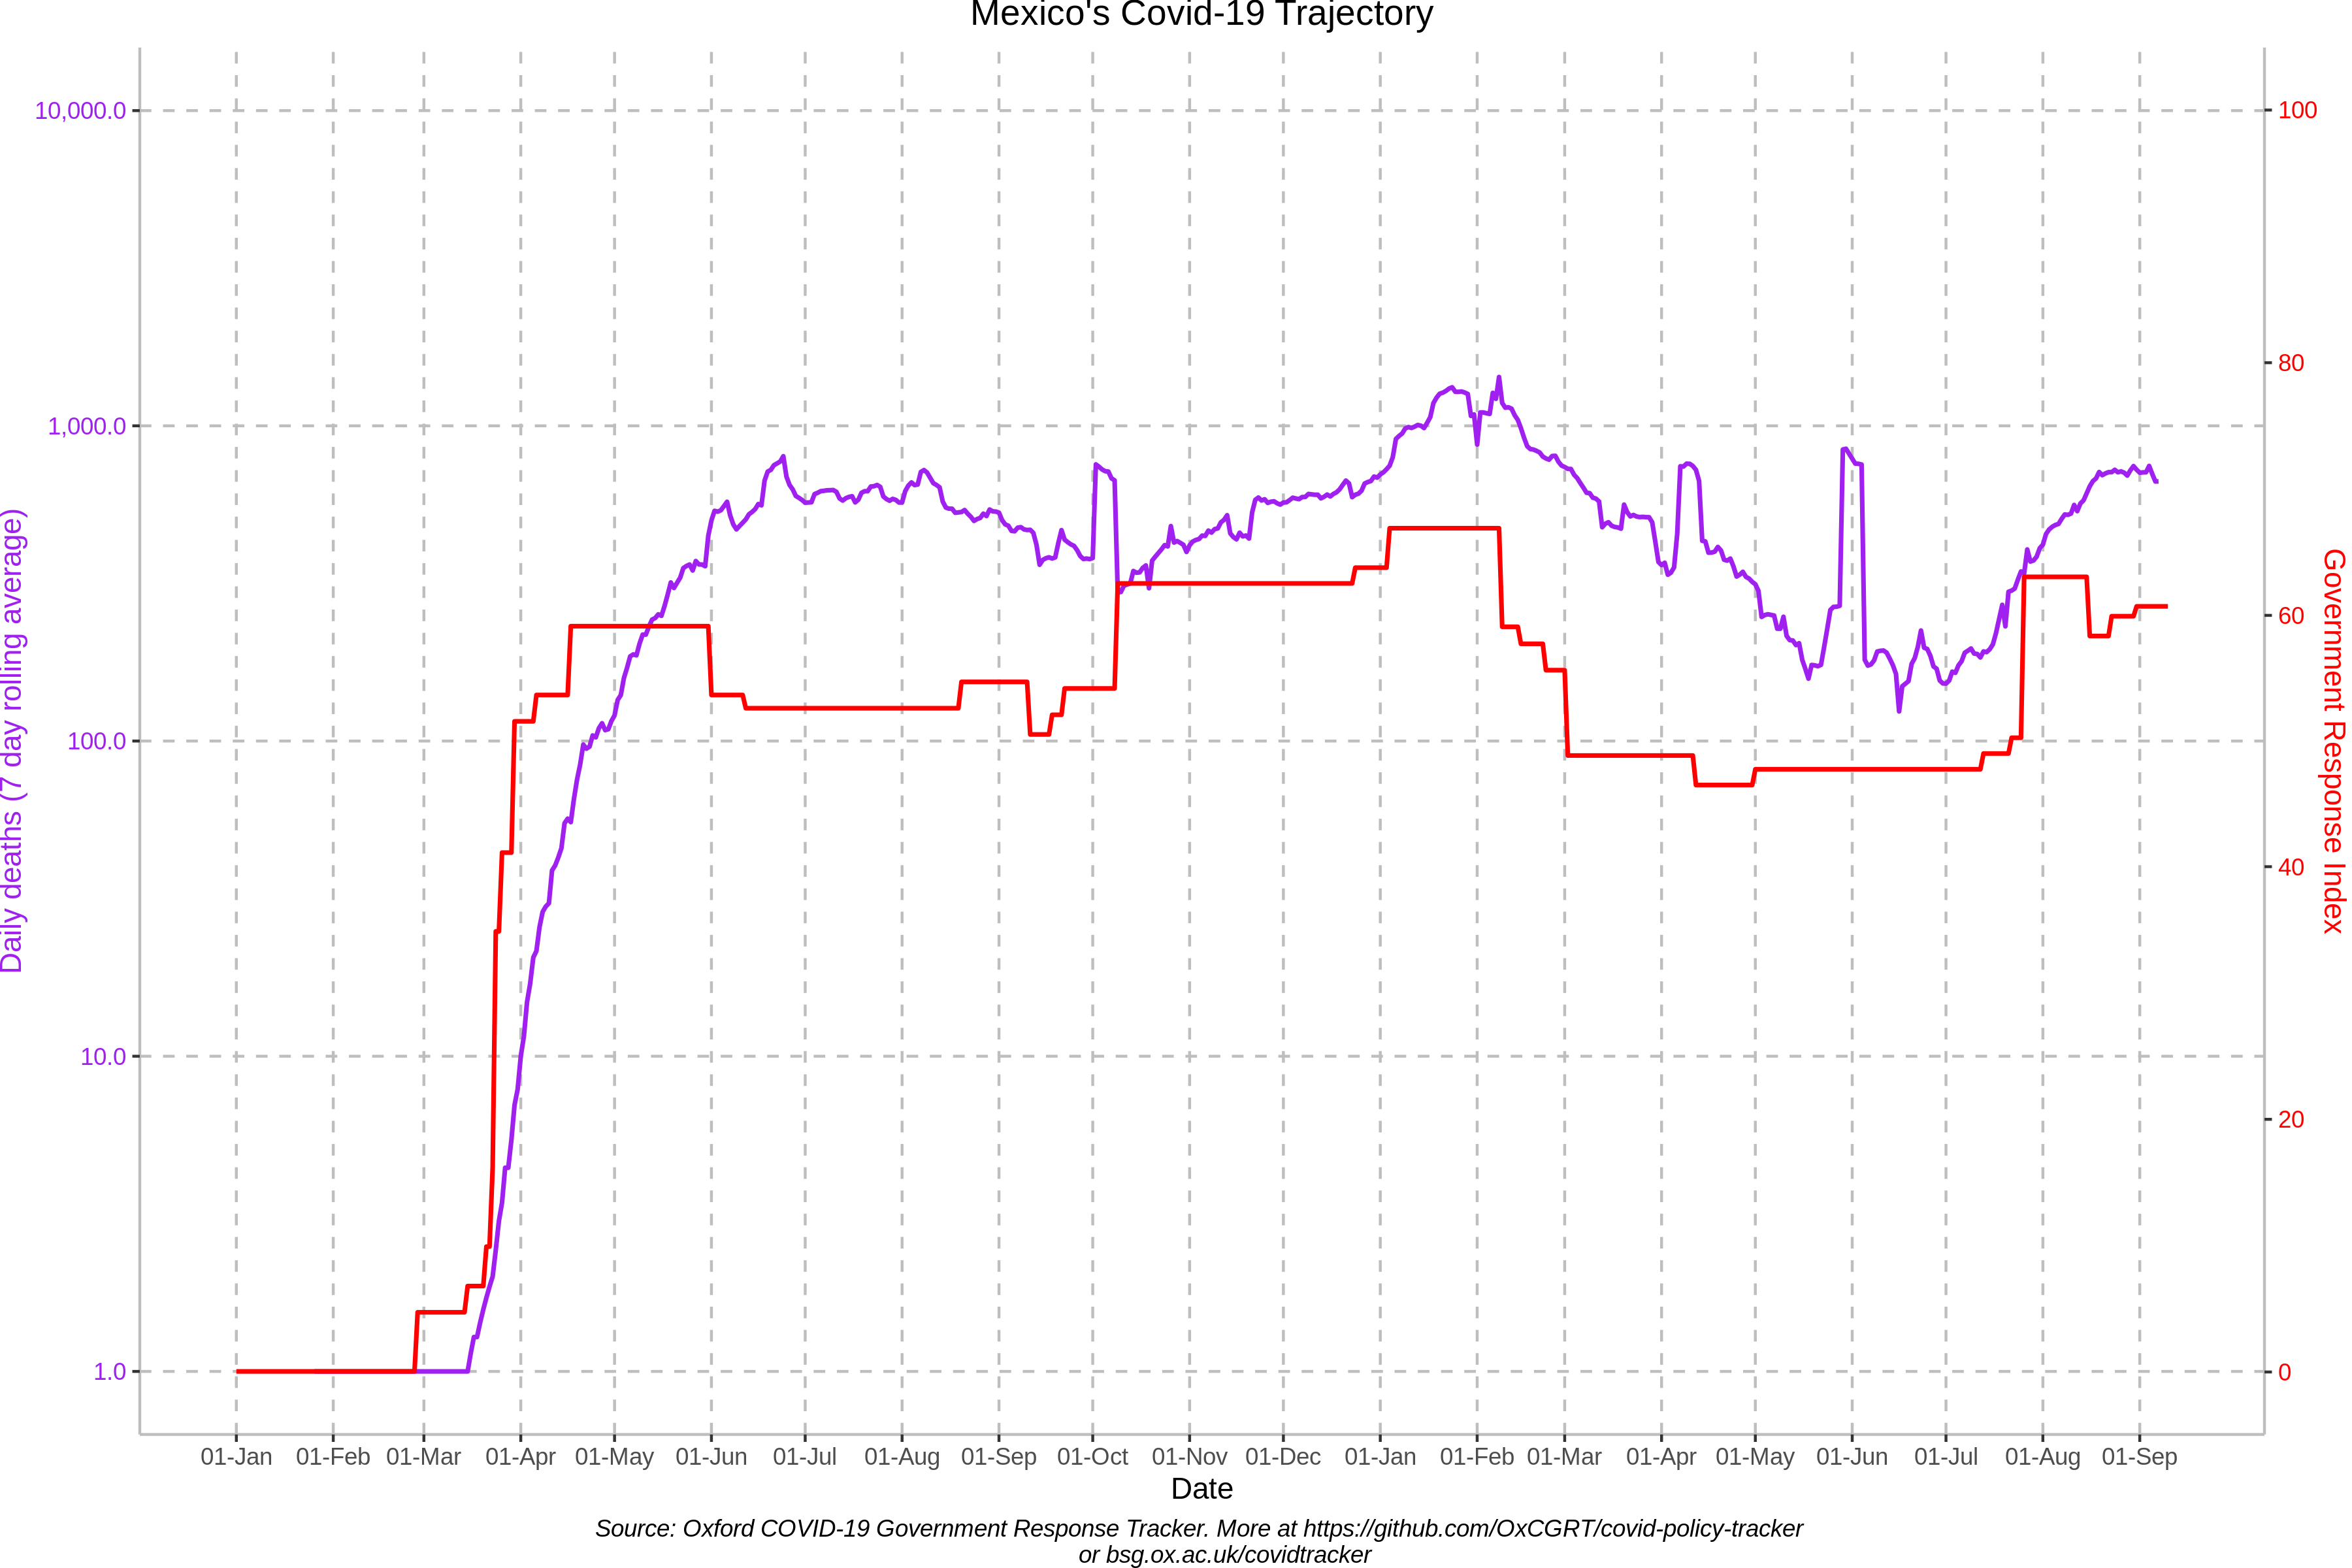 Mexico's Covid-19 Trajectory
Daily deaths (7 day rolling average)
10,000.0
1,000.0
100.0
10.0
1.0
100
80
60
40
20
0
Government Response Index
01-Jan 01-Feb 01-Mar 01-Apr 01-May 01-Jun 01-Jul 01-Aug 01-Sep 01-Oct 01-Nov 01-Dec 01-Jan 01-Feb 01-Mar 01-Apr 01-May 01-Jun 01-Jul 01-Aug 01-Sep
Date
Source: Oxford COVID-19 Government Response Tracker. More at https://github.com/OxCGRT/covid-policy-tracker
or bsg.ox.ac.uk/covidtracker